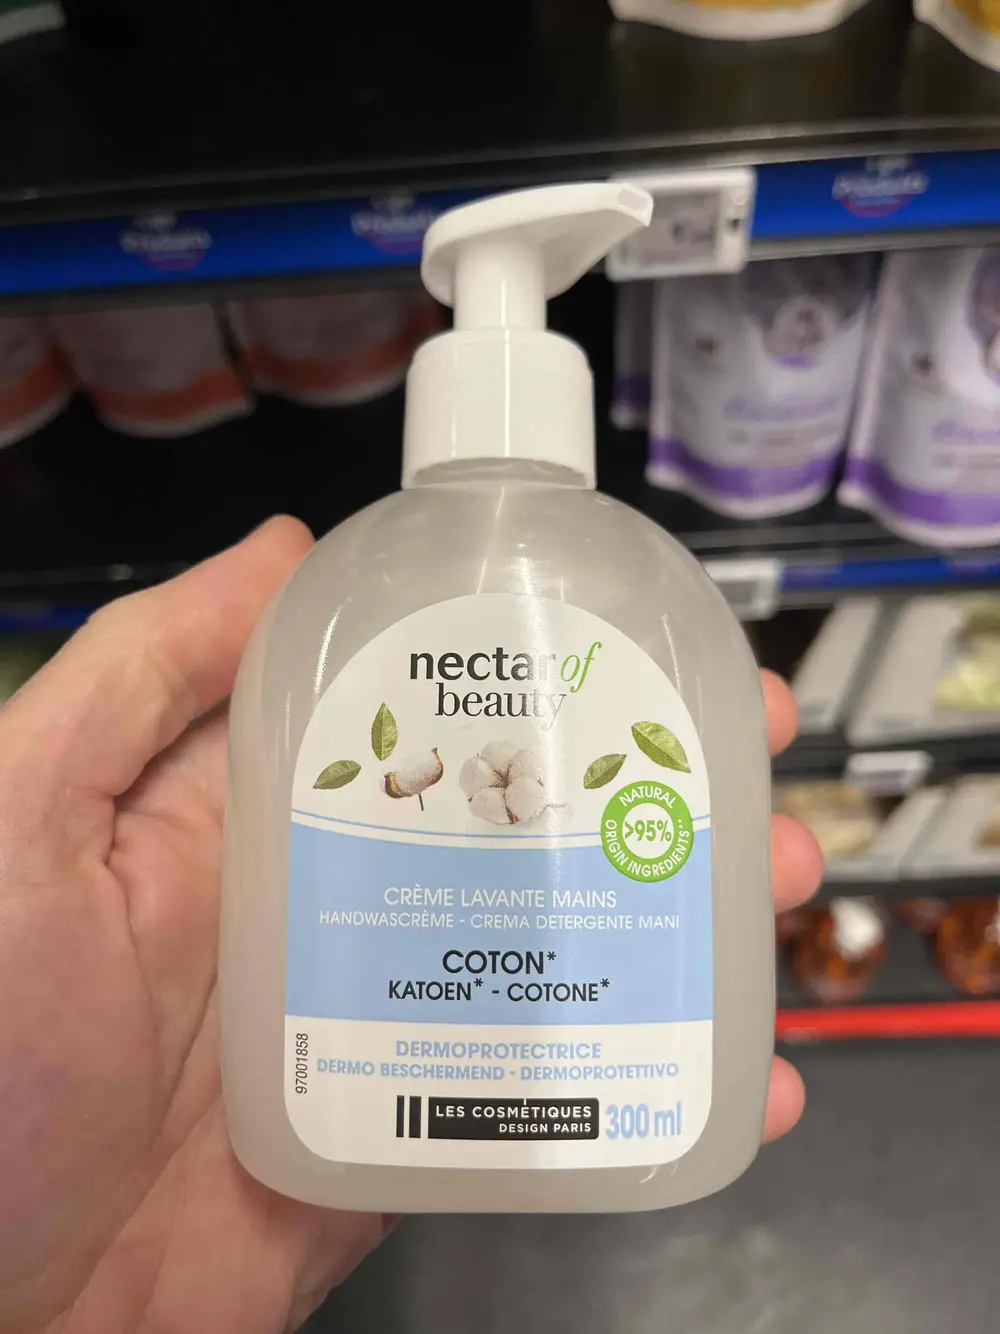 nectar of
beauty
NATURAL
>95%
ORIGIN INGREDIENTS**
CRÈME LAVANTE MAINS
HANDWASCRÈME - CREMA DETERGENTE MANI
COTON*
KATOEN* - COTONE*
DERMOPROTECTRICE
DERMO BESCHERMEND - DERMOPROTETTIVO
97001858
LES COSMÉTIQUES
DESIGN PARIS
300 ml